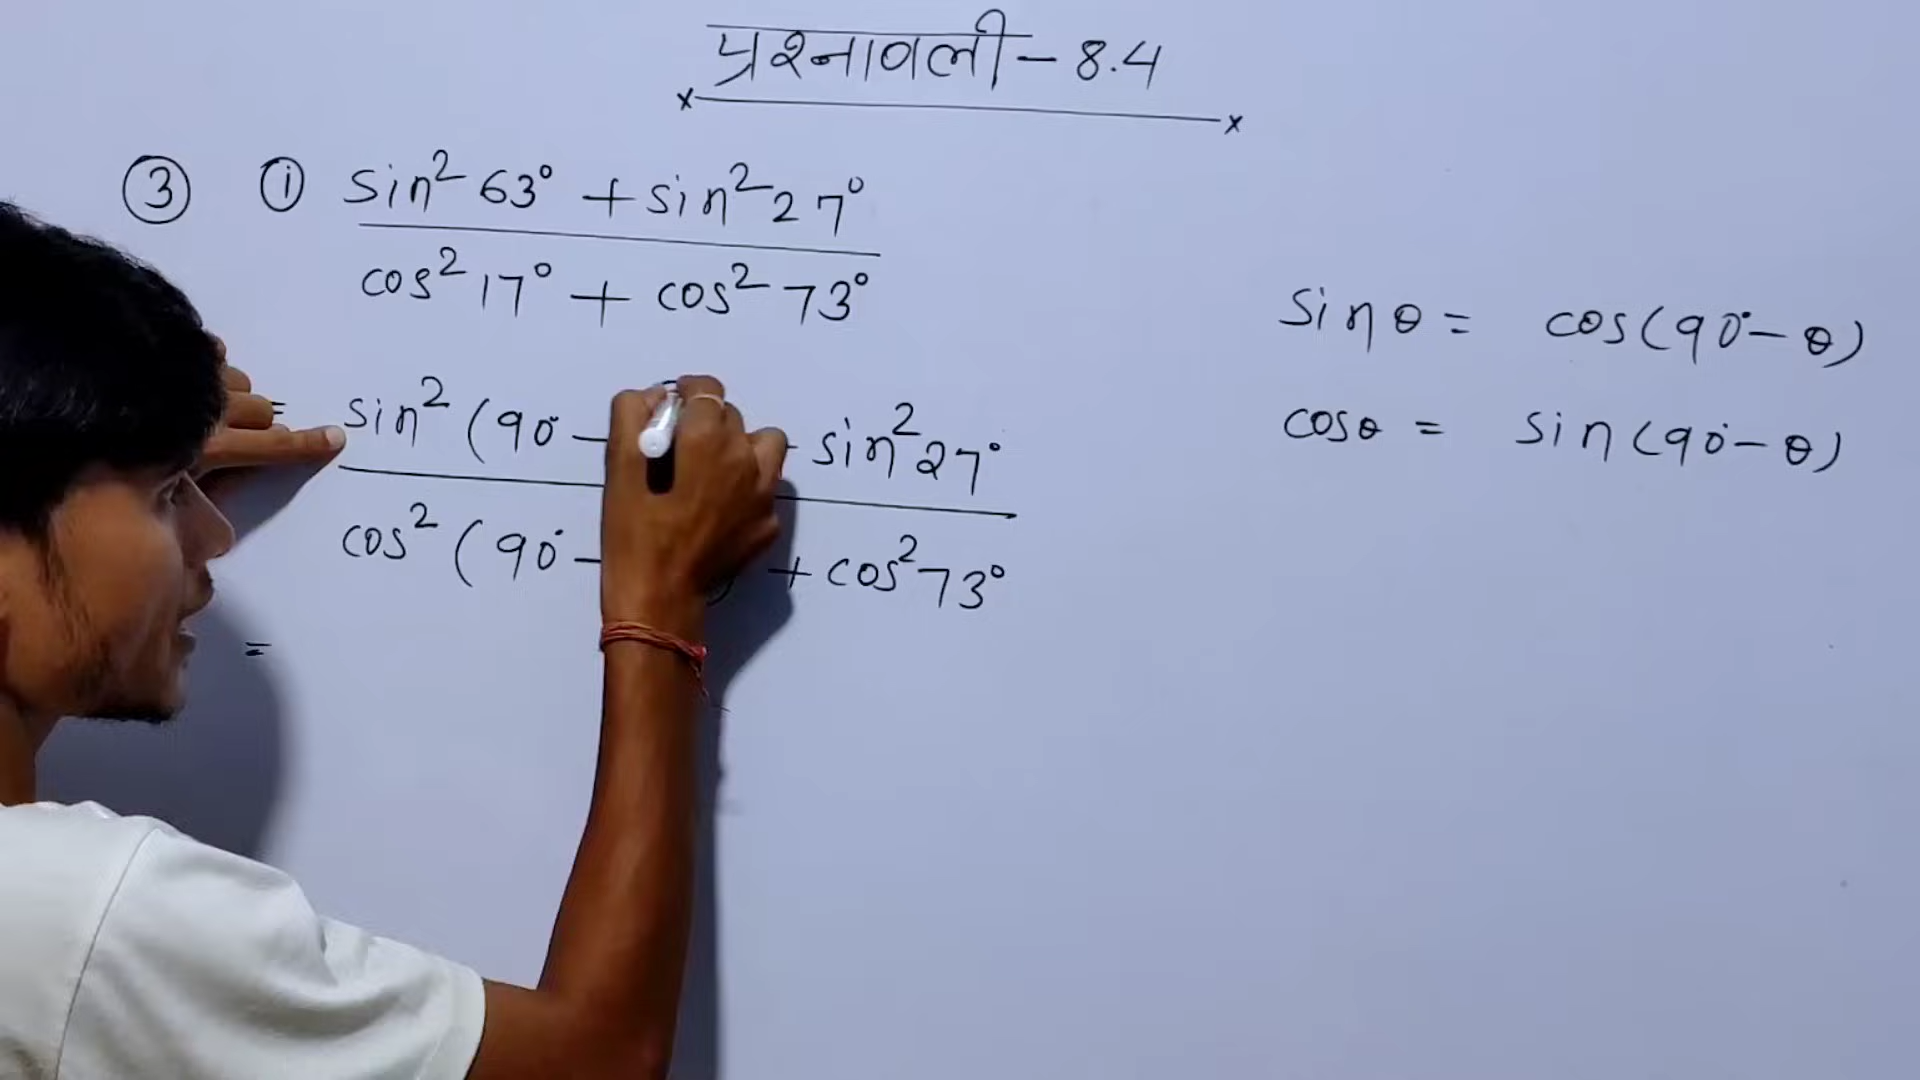 प्रश्नावली - 8.4
③ ⓘ sin² 63° + sin² 27°
cos² 17° + cos² 73°
sinθ = cos(90° - θ)
cosθ = sin(90° - θ)
= sin² (90° - sin² 27°
cos² (90° - + cos² 73°
=